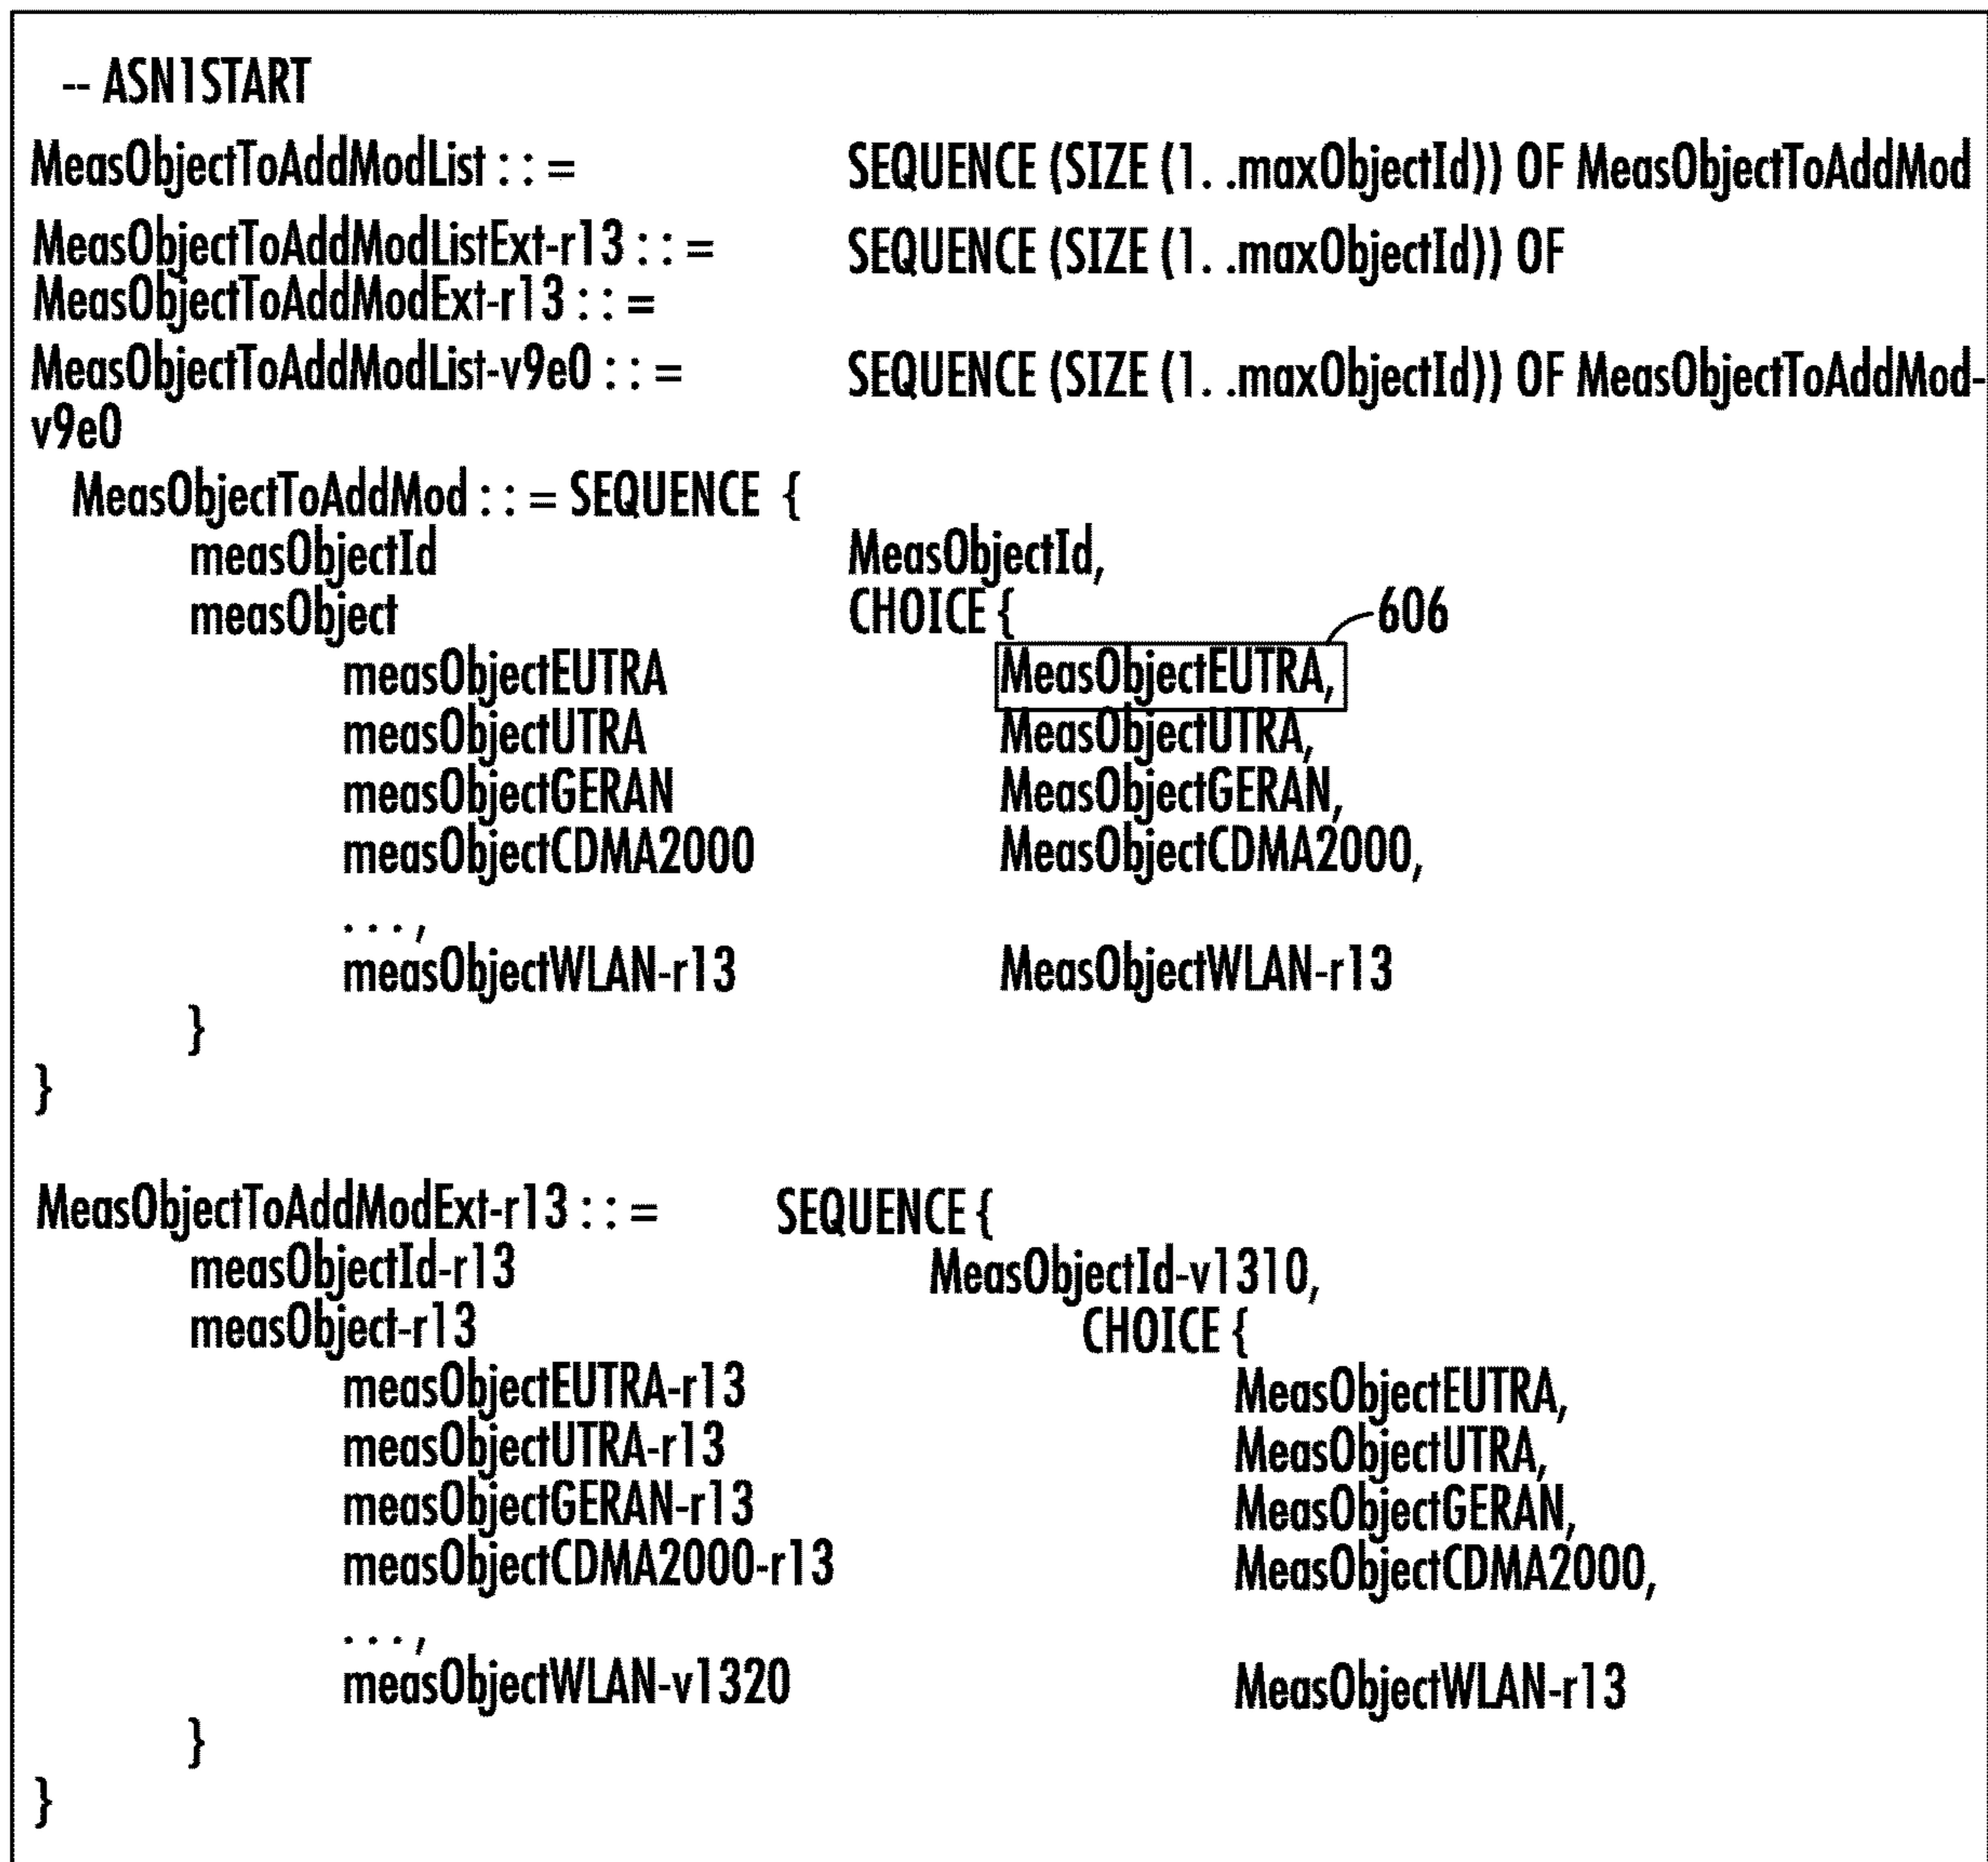 -- ASN1START
MeasObjectToAddModList : : = SEQUENCE (SIZE (1. .maxObjectId)) OF MeasObjectToAddMod
MeasObjectToAddModListExt-r13 : : = SEQUENCE (SIZE (1. .maxObjectId)) OF
MeasObjectToAddModExt-r13 : : =
MeasObjectToAddModList-v9e0 : : = SEQUENCE (SIZE (1. .maxObjectId)) OF MeasObjectToAddMod-
v9e0
MeasObjectToAddMod : : = SEQUENCE {
measObjectId MeasObjectId,
measObject CHOICE { 606
measObjectEUTRA MeasObjectEUTRA,
measObjectUTRA MeasObjectUTRA,
measObjectGERAN MeasObjectGERAN,
measObjectCDMA2000 MeasObjectCDMA2000,
. . . ,
measObjectWLAN-r13 MeasObjectWLAN-r13
}
}
MeasObjectToAddModExt-r13 : : = SEQUENCE {
measObjectId-r13 MeasObjectId-v1310,
measObject-r13 CHOICE {
measObjectEUTRA-r13 MeasObjectEUTRA,
measObjectUTRA-r13 MeasObjectUTRA,
measObjectGERAN-r13 MeasObjectGERAN,
measObjectCDMA2000-r13 MeasObjectCDMA2000,
. . . ,
measObjectWLAN-v1320 MeasObjectWLAN-r13
}
}